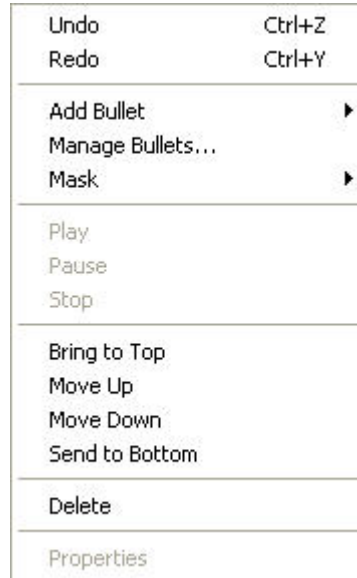 Undo Ctrl+Z
Redo Ctrl+Y
Add Bullet
Manage Bullets...
Mask
Play
Pause
Stop
Bring to Top
Move Up
Move Down
Send to Bottom
Delete
Properties